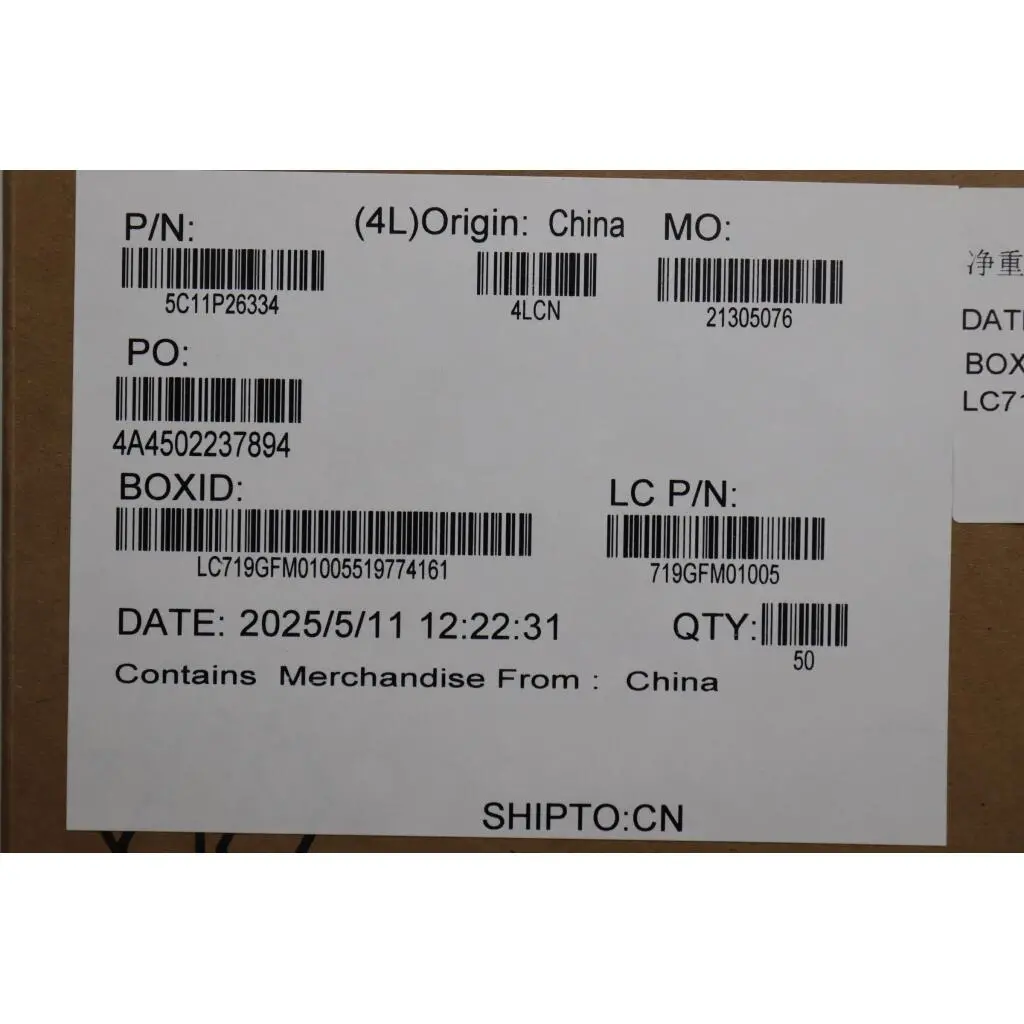 P/N: (4L)Origin: China MO:
5C11P26334 4LCN 21305076
PO:
4A4502237894
BOXID: LC P/N:
LC719GFM01005519774161 719GFM01005
DATE: 2025/5/11 12:22:31 QTY:
50
Contains Merchandise From : China
SHIPTO:CN
净重
DAT
BOX
LC71